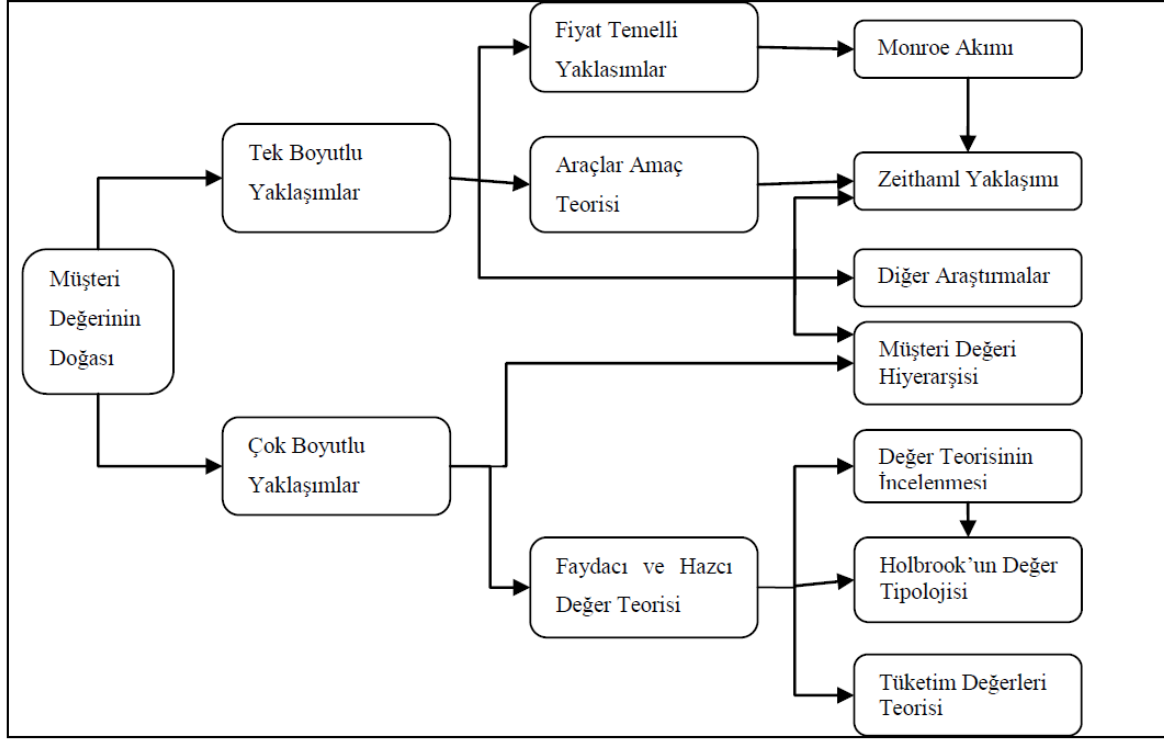 Fiyat Temelli
Yaklasımlar
Monroe Akımı
Tek Boyutlu
Yaklaşımlar
Araçlar Amaç
Teorisi
Zeithaml Yaklaşımı
Müşteri
Değerinin
Doğası
Diğer Araştırmalar
Müşteri Değeri
Hiyerarşisi
Çok Boyutlu
Yaklaşımlar
Değer Teorisinin
İncelenmesi
Faydacı ve Hazcı
Değer Teorisi
Holbrook’un Değer
Tipolojisi
Tüketim Değerleri
Teorisi